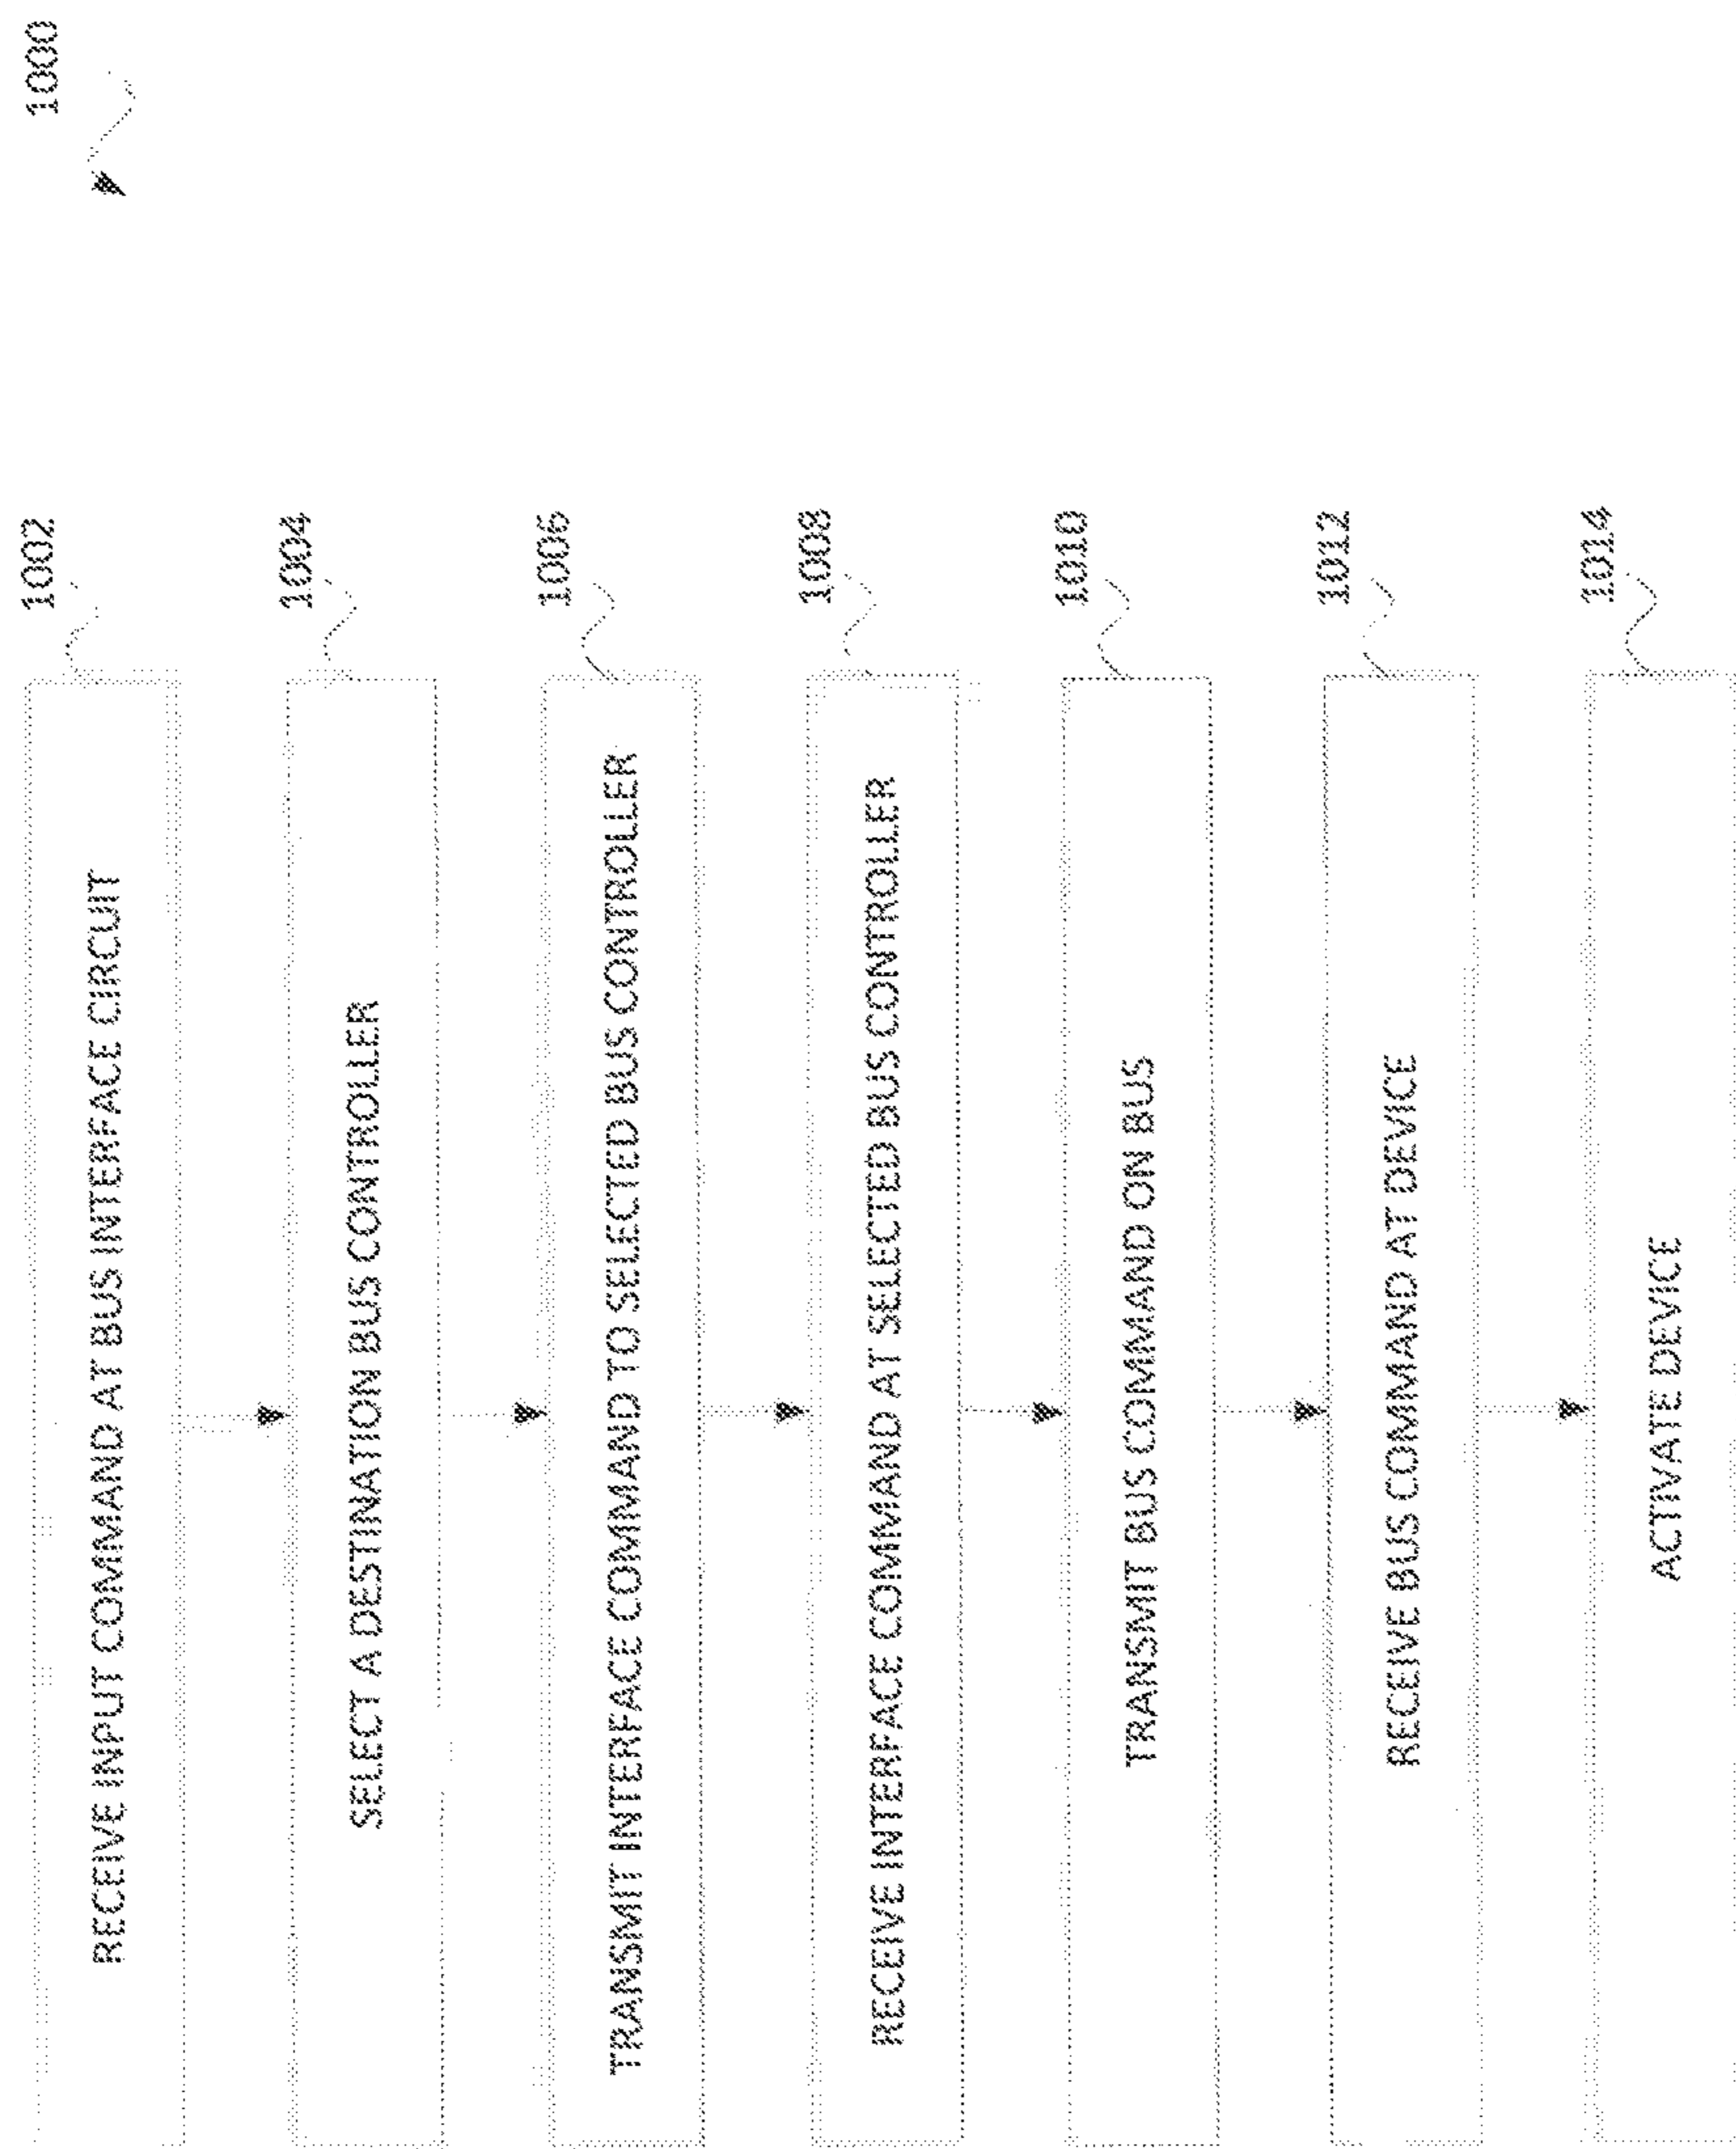 1000
1002
RECEIVE INPUT COMMAND AT BUS INTERFACE CIRCUIT
1004
SELECT A DESTINATION BUS CONTROLLER
1006
TRANSMIT INTERFACE COMMAND TO SELECTED BUS CONTROLLER
1008
RECEIVE INTERFACE COMMAND AT SELECTED BUS CONTROLLER
1010
TRANSMIT BUS COMMAND ON BUS
1012
RECEIVE BUS COMMAND AT DEVICE
1014
ACTIVATE DEVICE